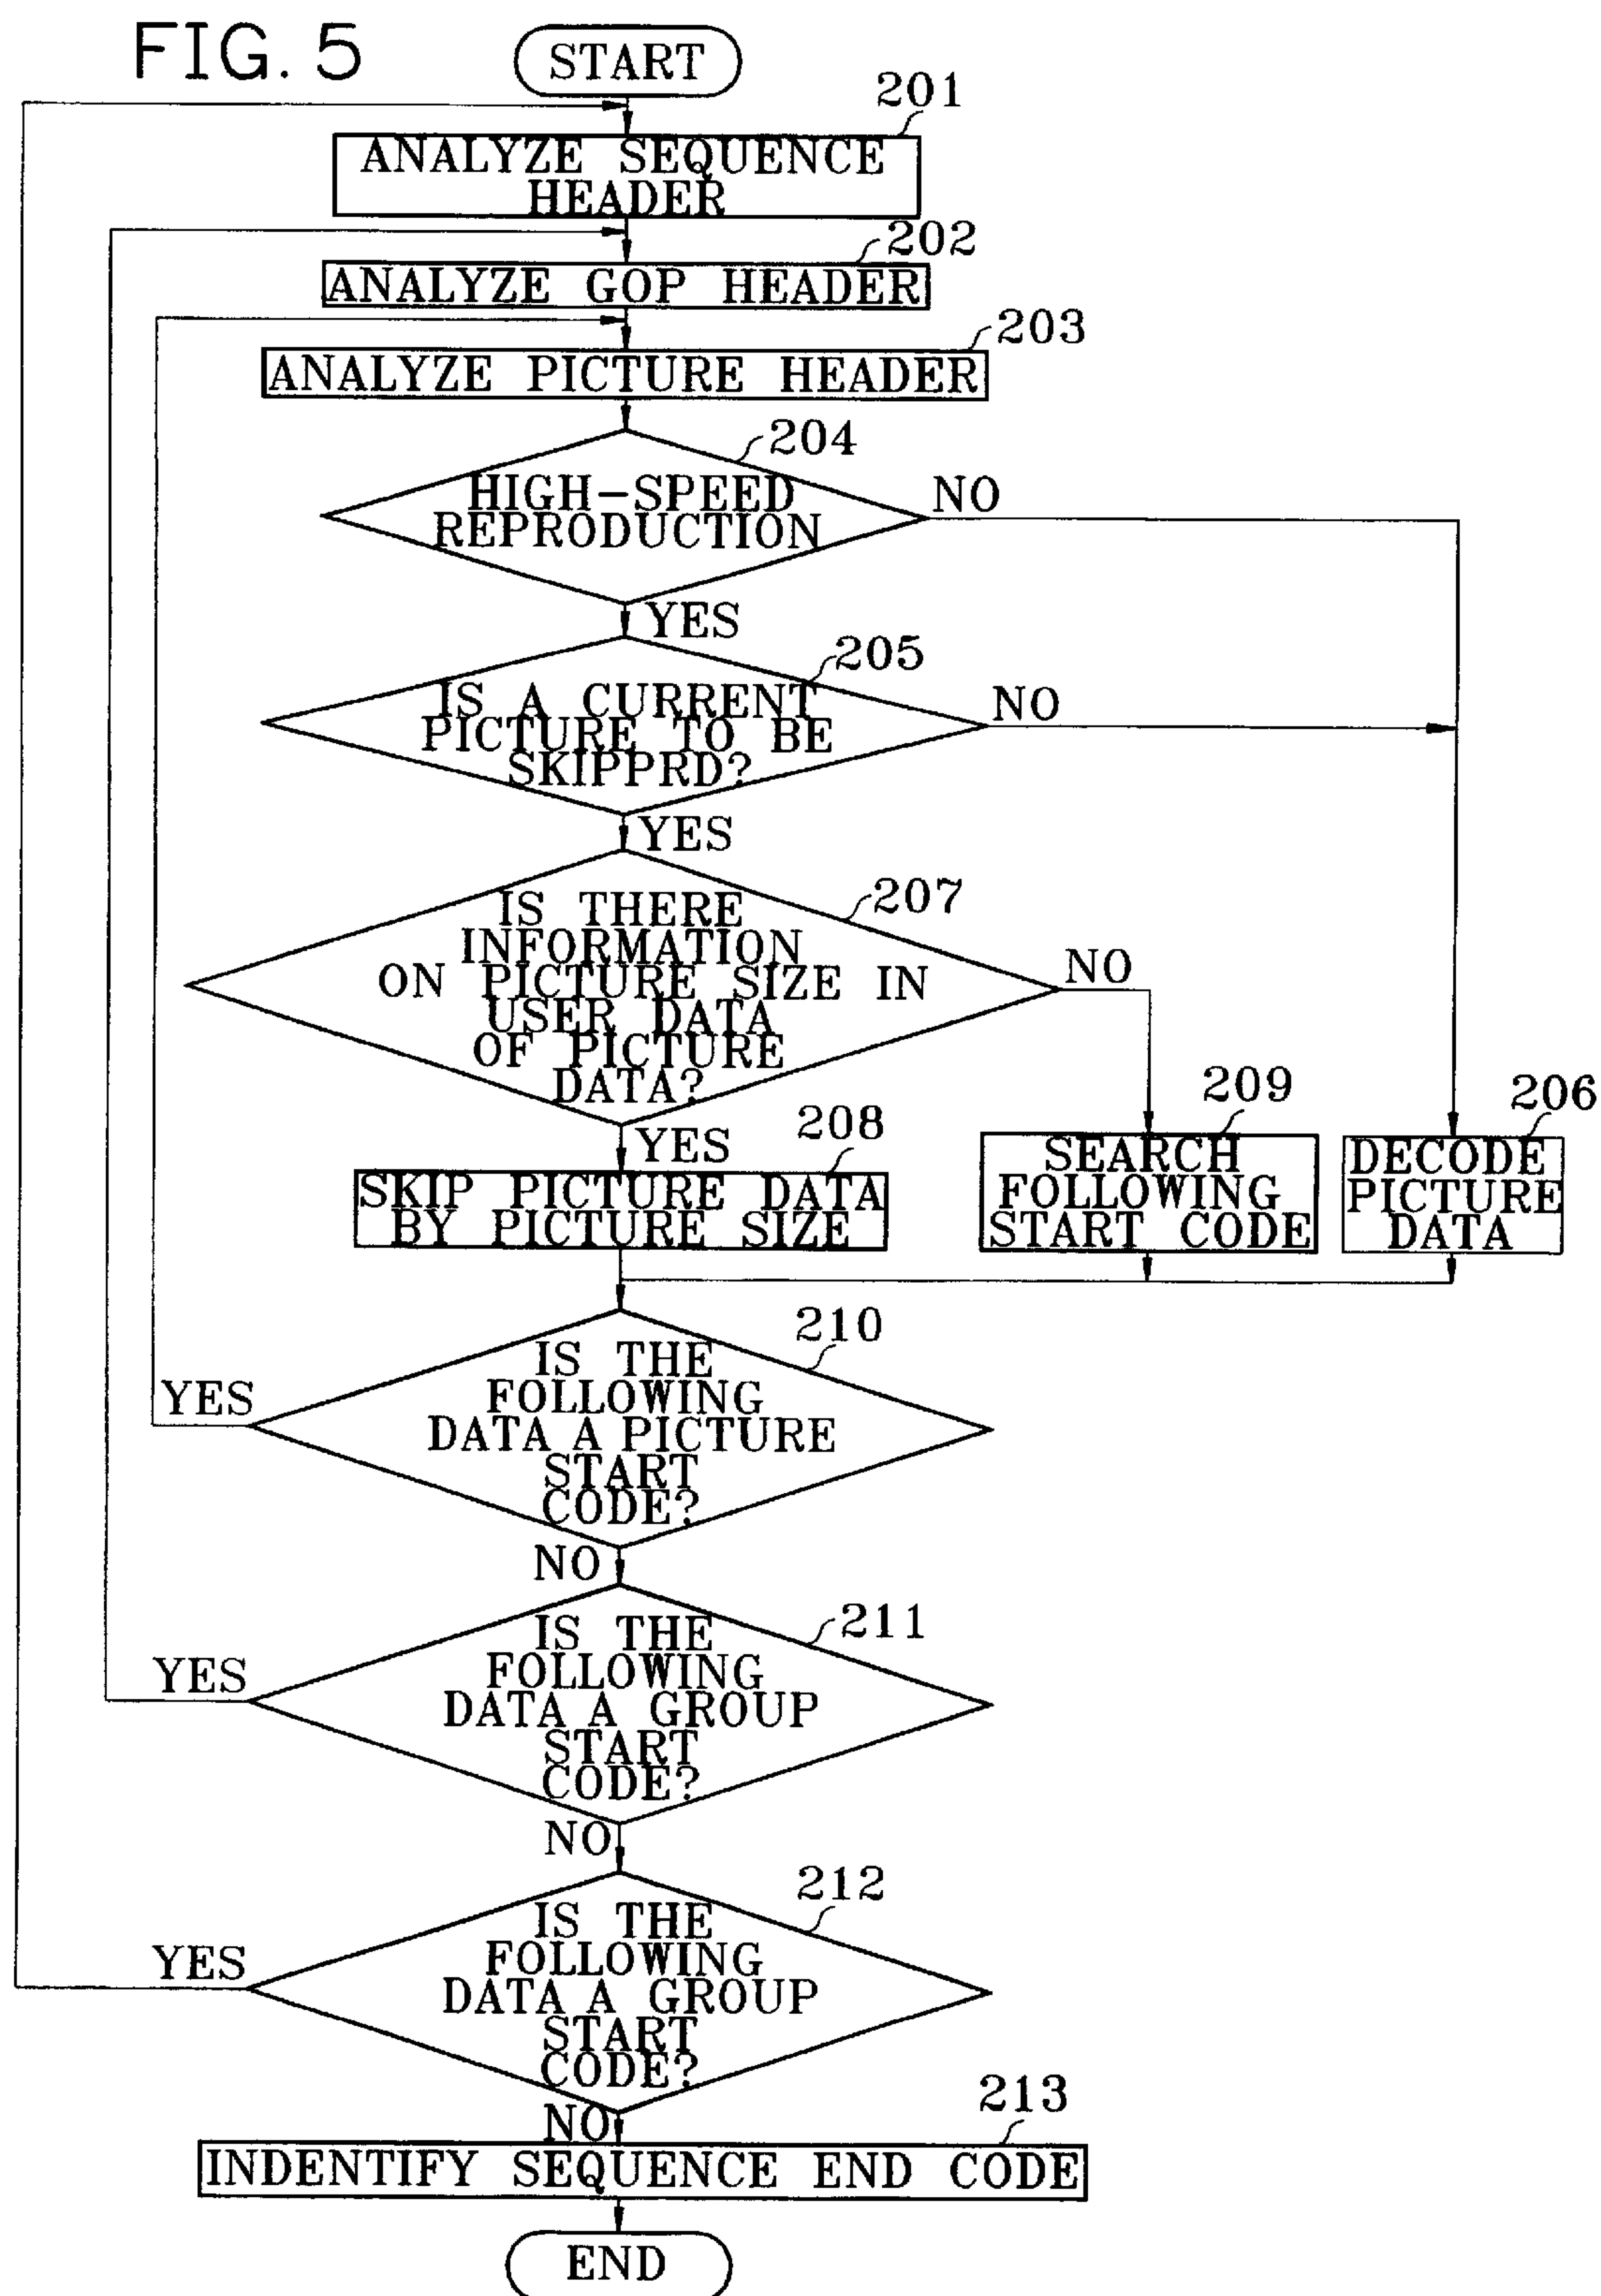 FIG. 5
START
201
ANALYZE SEQUENCE
HEADER
202
ANALYZE GOP HEADER
203
ANALYZE PICTURE HEADER
204
HIGH-SPEED
REPRODUCTION
NO
YES
205
IS A CURRENT
PICTURE TO BE
SKIPPRD?
NO
YES
207
IS THERE
INFORMATION
ON PICTURE SIZE IN
USER DATA
OF PICTURE
DATA?
NO
YES
208
SKIP PICTURE DATA
BY PICTURE SIZE
209
SEARCH
FOLLOWING
START CODE
206
DECODE
PICTURE
DATA
210
IS THE
FOLLOWING
DATA A PICTURE
START
CODE?
YES
NO
211
IS THE
FOLLOWING
DATA A GROUP
START
CODE?
YES
NO
212
IS THE
FOLLOWING
DATA A GROUP
START
CODE?
YES
NO
213
INDENTIFY SEQUENCE END CODE
END